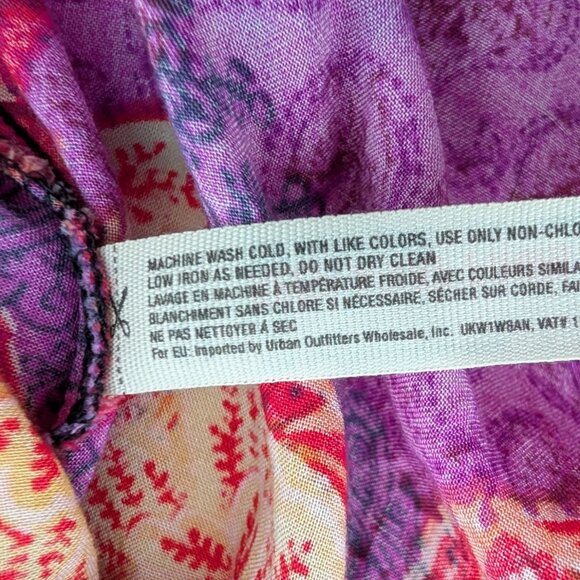 MACHINE WASH COLD, WITH LIKE COLORS, USE ONLY NON-CHLO
LOW IRON AS NEEDED, DO NOT DRY CLEAN
LAVAGE EN MACHINE À TEMPÉRATURE FROIDE, AVEC COULEURS SIMILA
BLANCHIMENT SANS CHLORE SI NÉCESSAIRE, SÉCHER SUR CORDE, FAI
NE PAS NETTOYER À SEC
For EU: Imported by Urban Outfitters Wholesale, Inc. UKW1W8AN, VAT# 1